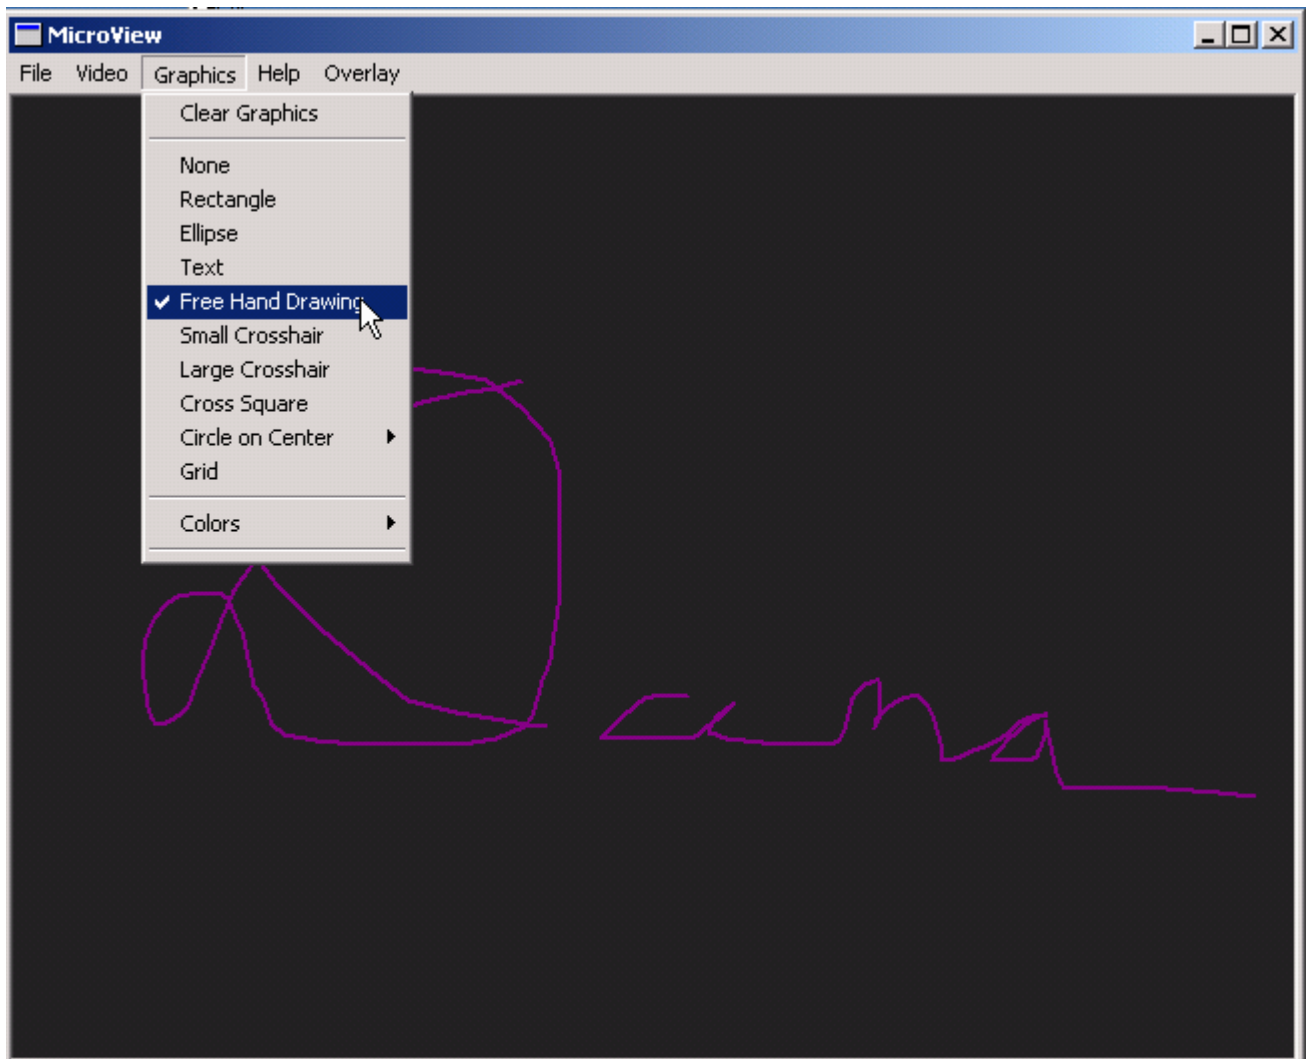 MicroView
File Video Graphics Help Overlay
Clear Graphics
None
Rectangle
Ellipse
Text
Free Hand Drawing
Small Crosshair
Large Crosshair
Cross Square
Circle on Center
Grid
Colors